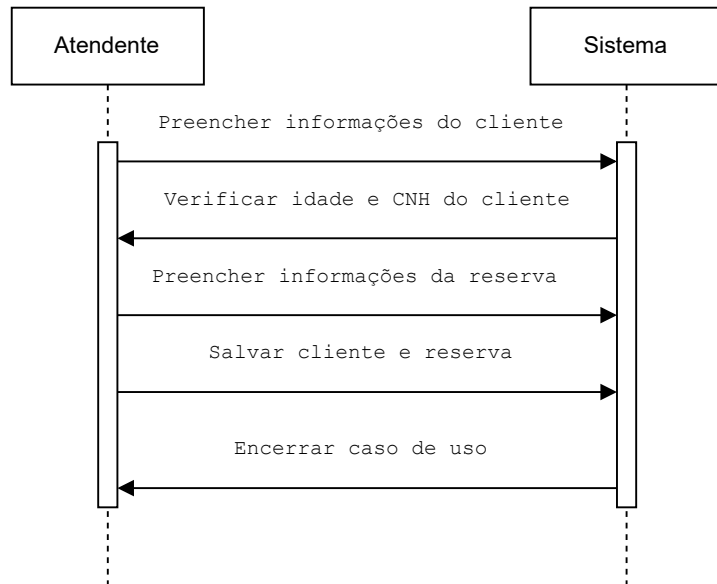 Atendente
Sistema
Preencher informações do cliente
Verificar idade e CNH do cliente
Preencher informações da reserva
Salvar cliente e reserva
Encerrar caso de uso